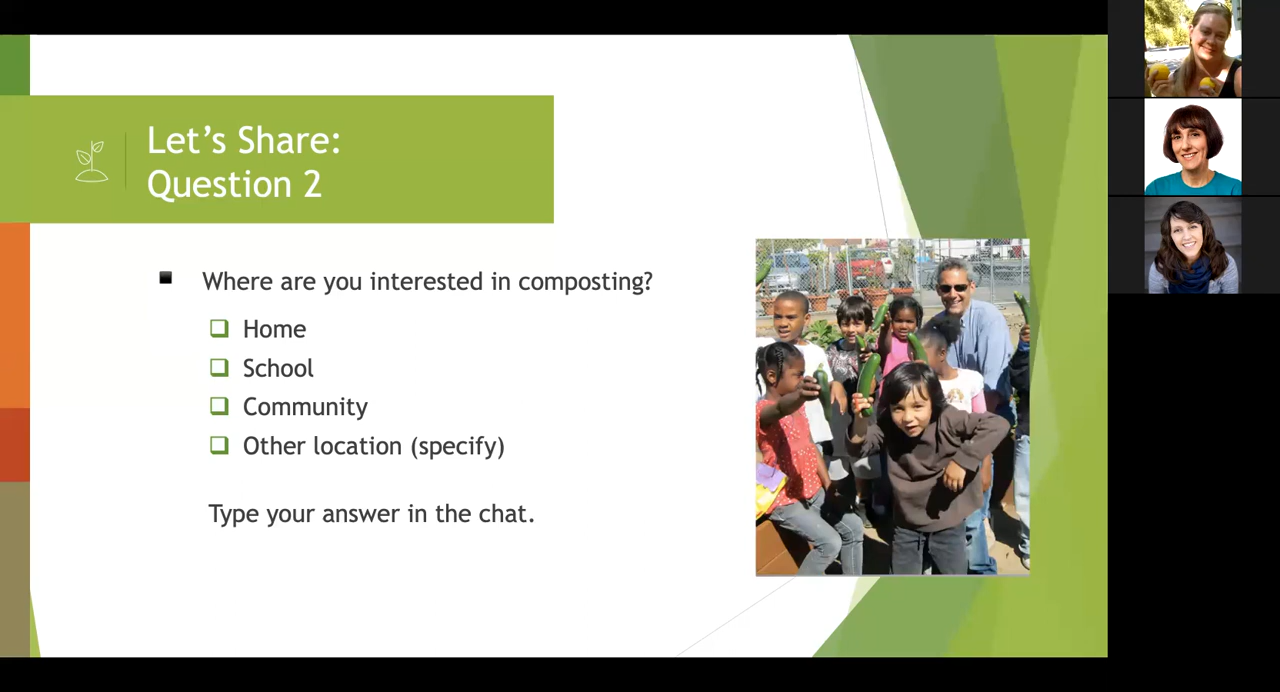 Let's Share:
Question 2
Where are you interested in composting?
Home
School
Community
Other location (specify)
Type your answer in the chat.